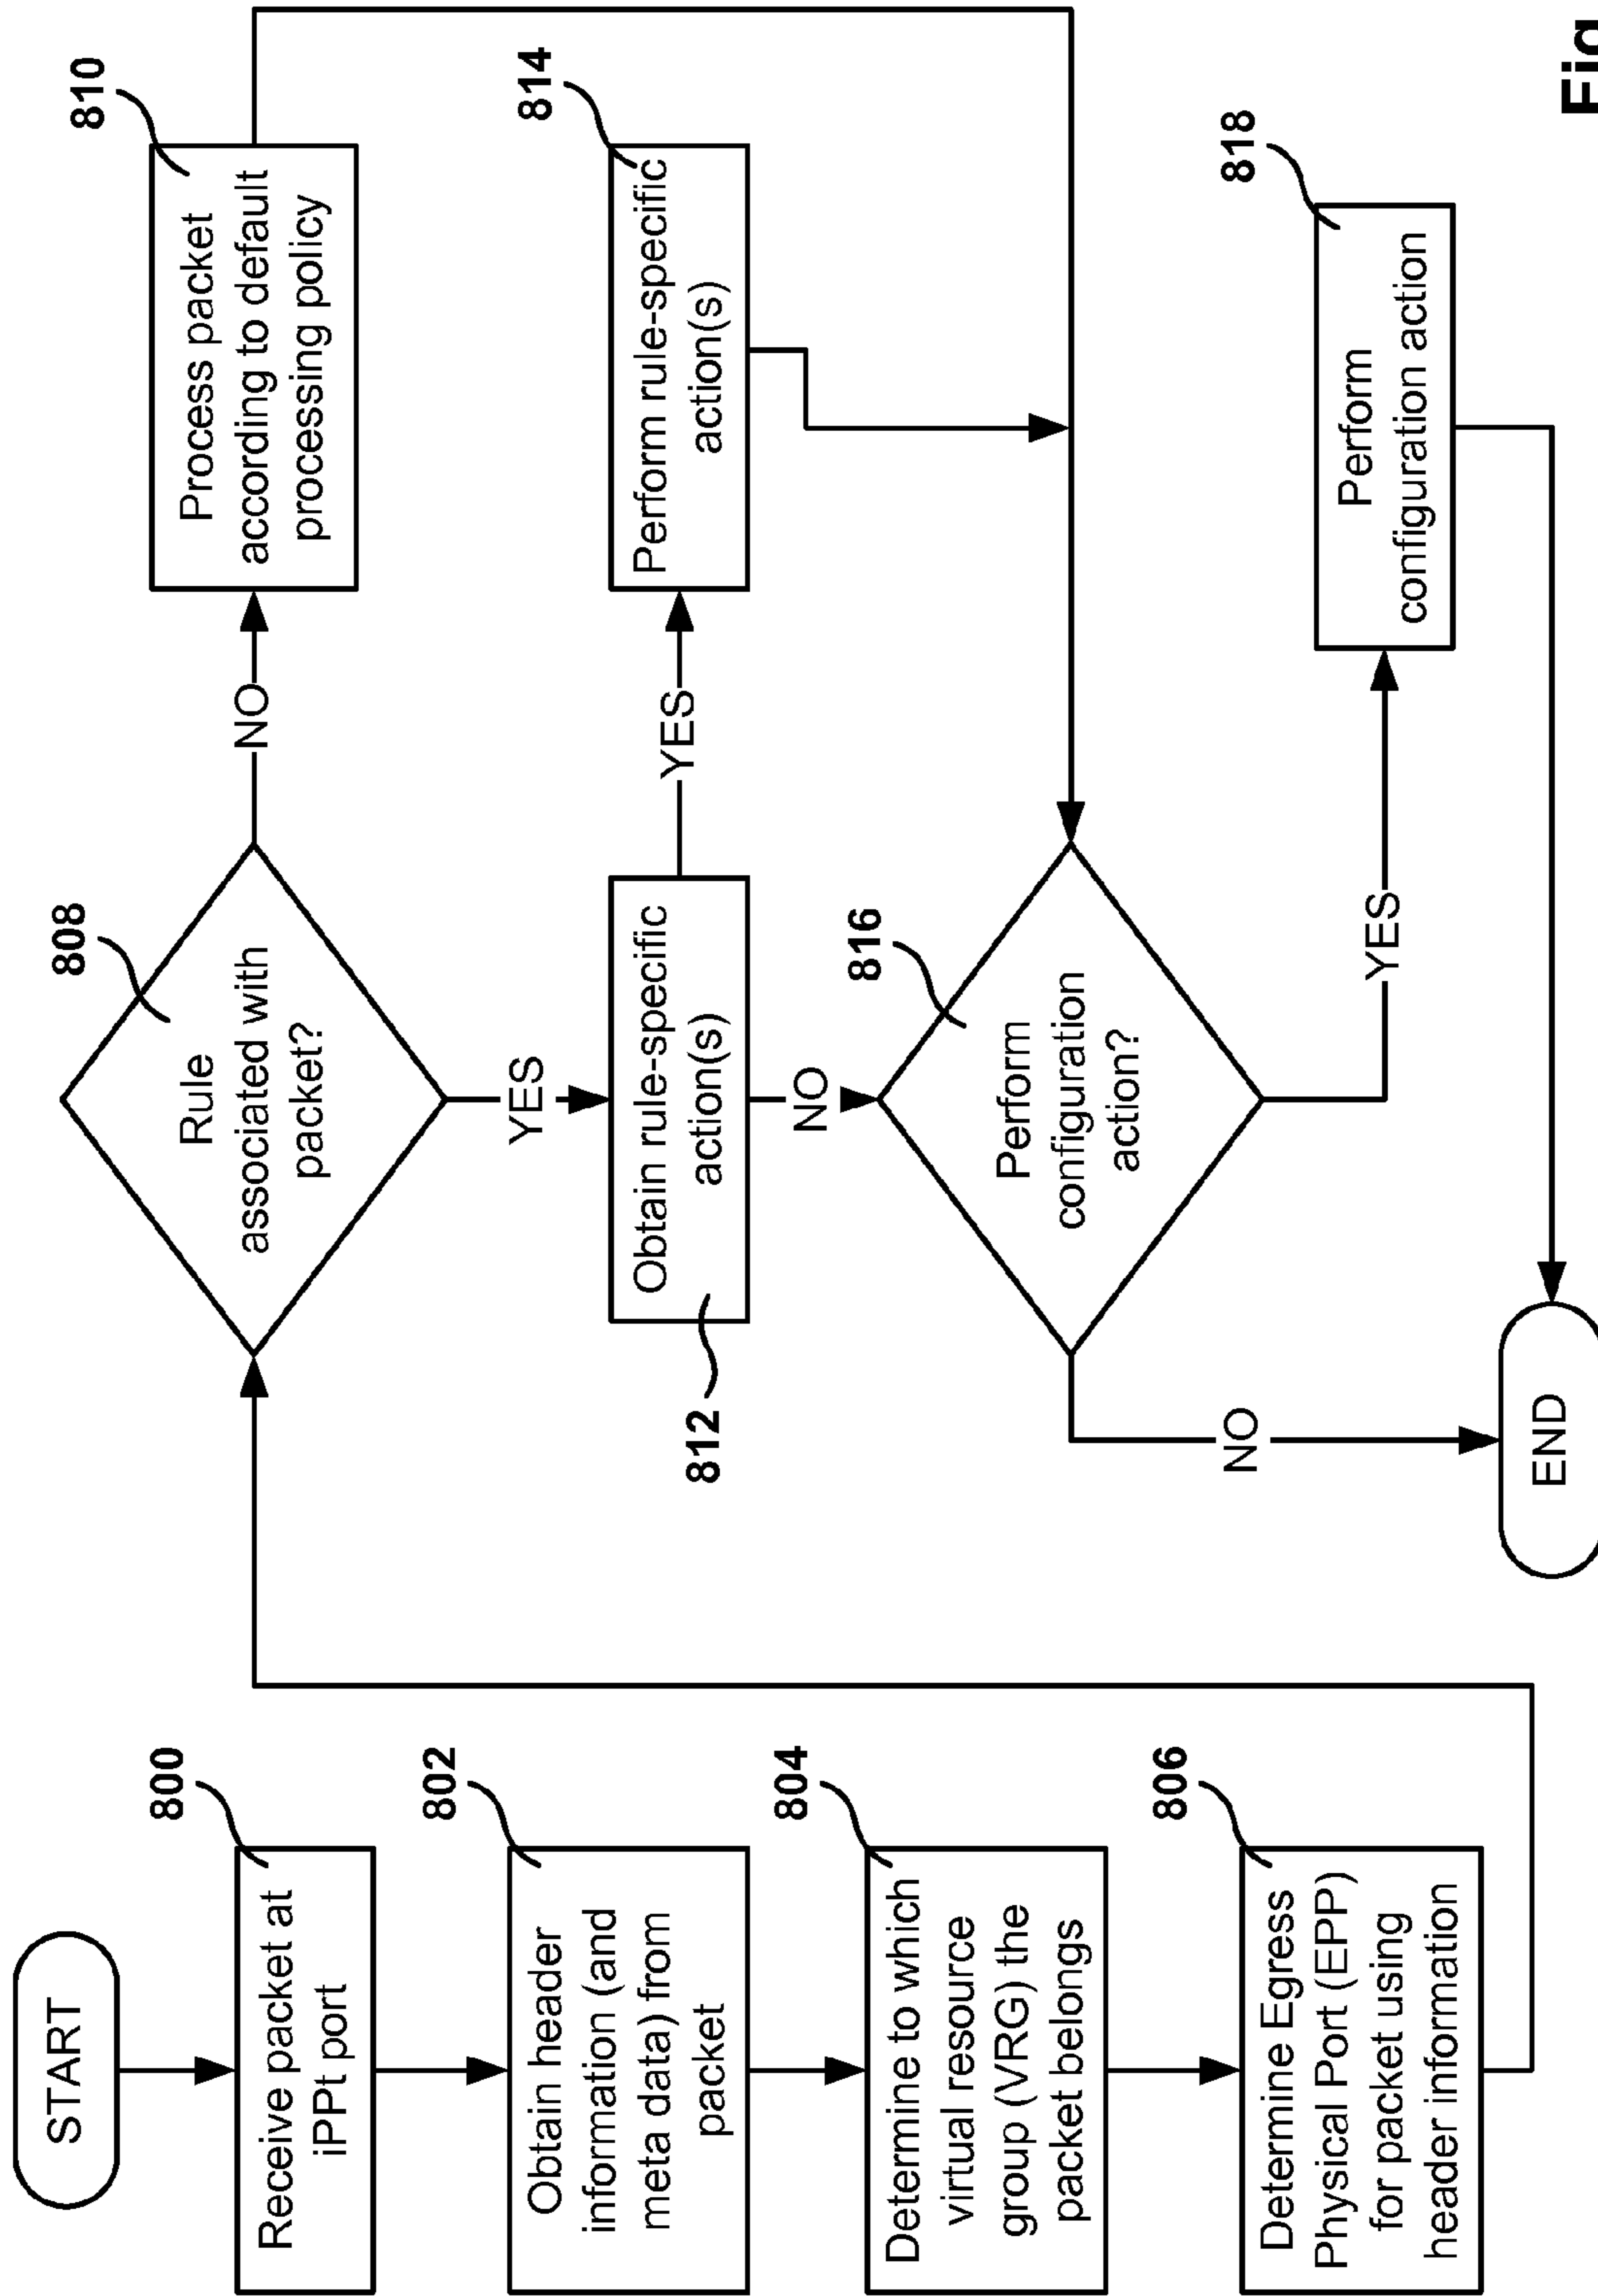 START
800
Receive packet at
iPPt port
802
Obtain header
information (and
meta data) from
packet
804
Determine to which
virtual resource
group (VRG) the
packet belongs
806
Determine Egress
Physical Port (EPP)
for packet using
header information
808
Rule
associated with
packet?
NO
810
Process packet
according to default
processing policy
YES
812
Obtain rule-specific
action(s)
YES
814
Perform rule-specific
action(s)
NO
816
Perform
configuration
action?
YES
818
Perform
configuration action
NO
END
Fig